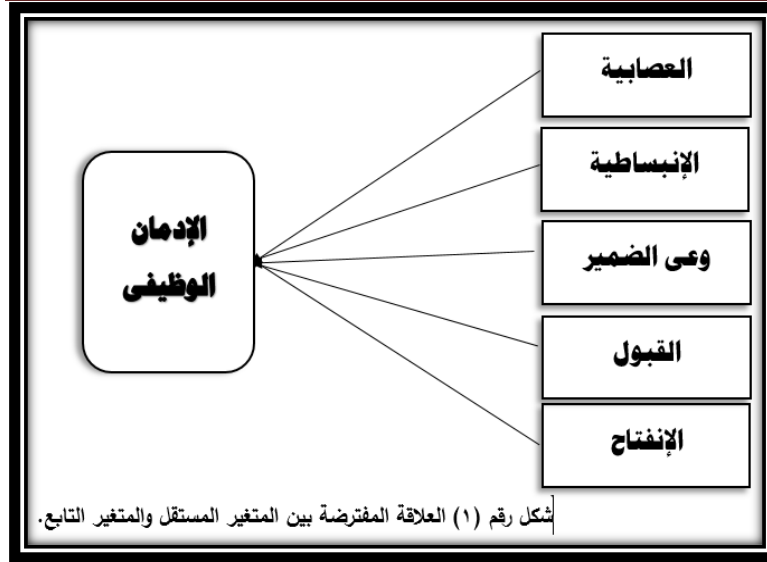 العصابية
الإنبساطية
وعى الضمير
القبول
الإنفتاح
الإدمان
الوظيفى
شكل رقم (١) العلاقة المفترضة بين المتغير المستقل والمتغير التابع.